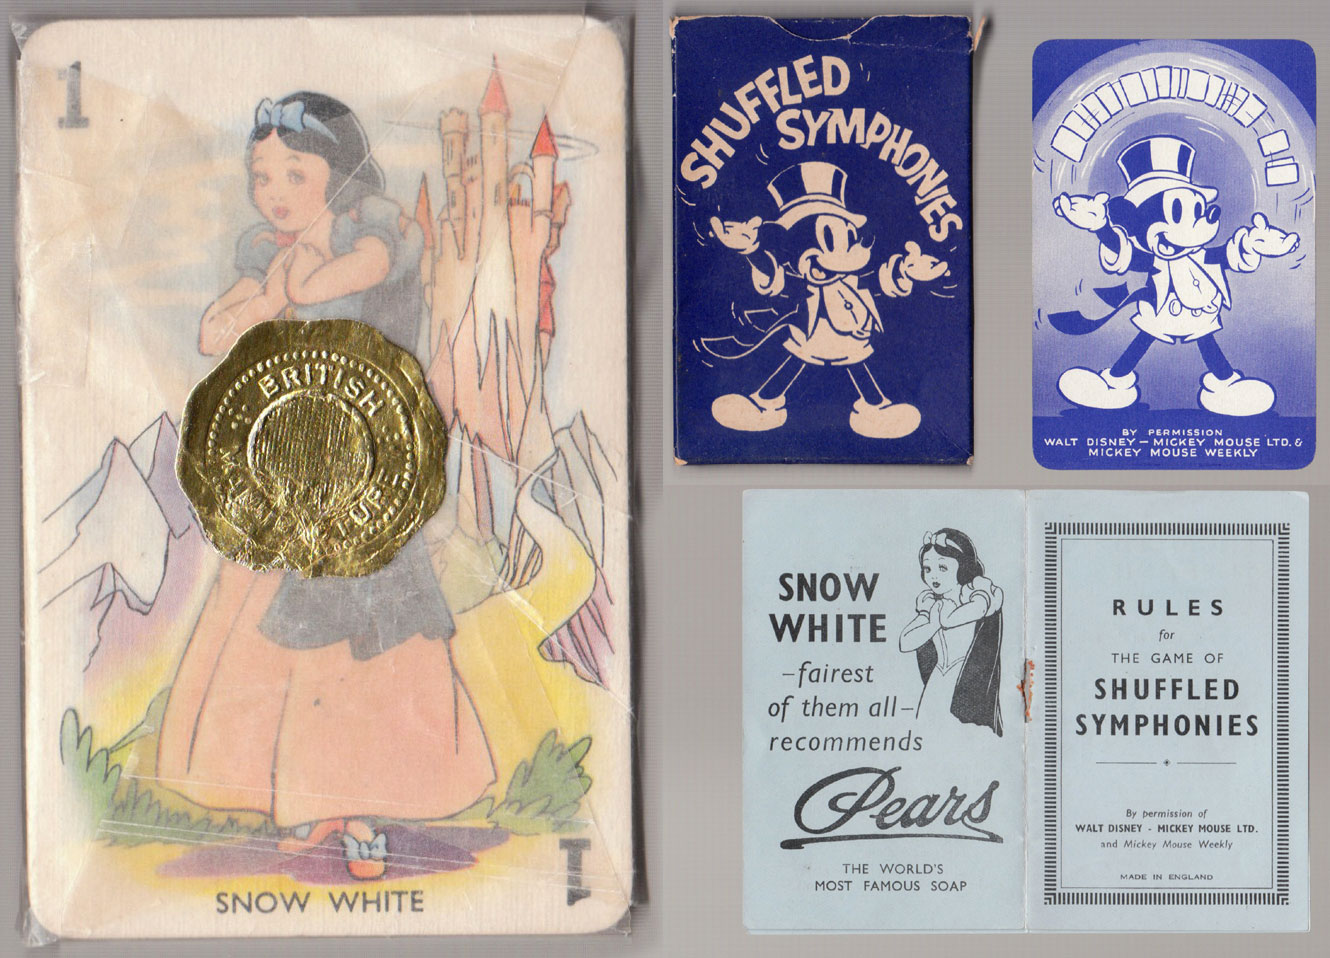 1
BRITISH
MANUFACTURE
SNOW WHITE
1
SHUFFLED
SYMPHONIES
BY PERMISSION
WALT DISNEY — MICKEY MOUSE LTD. &
MICKEY MOUSE WEEKLY
SNOW
WHITE
– fairest
of them all –
recommends
Pears
THE WORLD'S
MOST FAMOUS SOAP
RULES
for
THE GAME OF
SHUFFLED
SYMPHONIES
By permission of
WALT DISNEY - MICKEY MOUSE LTD.
and Mickey Mouse Weekly
MADE IN ENGLAND